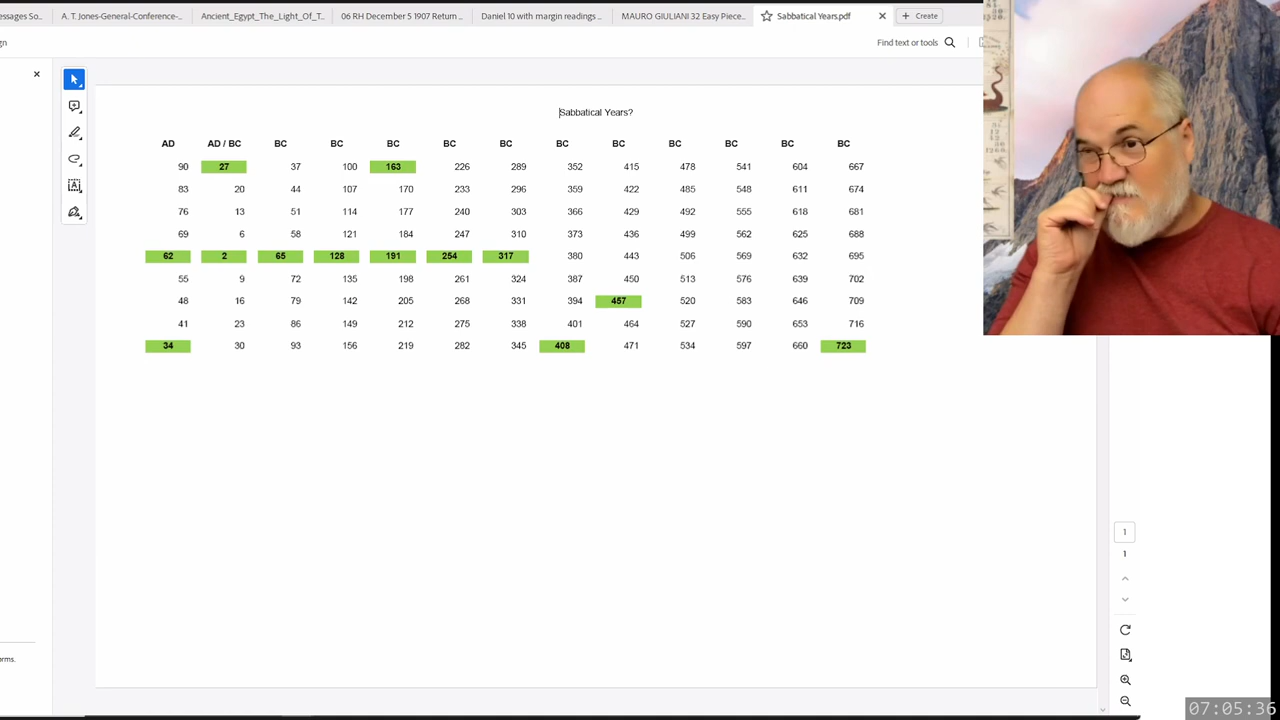 essages So... A. T. Jones-General-Conference-... Ancient_Egypt_The_Light_Of_T... 06 RH December 5 1907 Return ... Daniel 10 with margin readings ... MAURO GIULIANI 32 Easy Piece... Sabbatical Years.pdf Create
gn Find text or tools
Sabbatical Years?
AD AD / BC BC BC BC BC BC BC BC BC BC BC BC
90 27 37 100 163 226 289 352 415 478 541 604 667
83 20 44 107 170 233 296 359 422 485 548 611 674
76 13 51 114 177 240 303 366 429 492 555 618 681
69 6 58 121 184 247 310 373 436 499 562 625 688
62 2 65 128 191 254 317 380 443 506 569 632 695
55 9 72 135 198 261 324 387 450 513 576 639 702
48 16 79 142 205 268 331 394 457 520 583 646 709
41 23 86 149 212 275 338 401 464 527 590 653 716
34 30 93 156 219 282 345 408 471 534 597 660 723
1
1
orms.
07:05:36